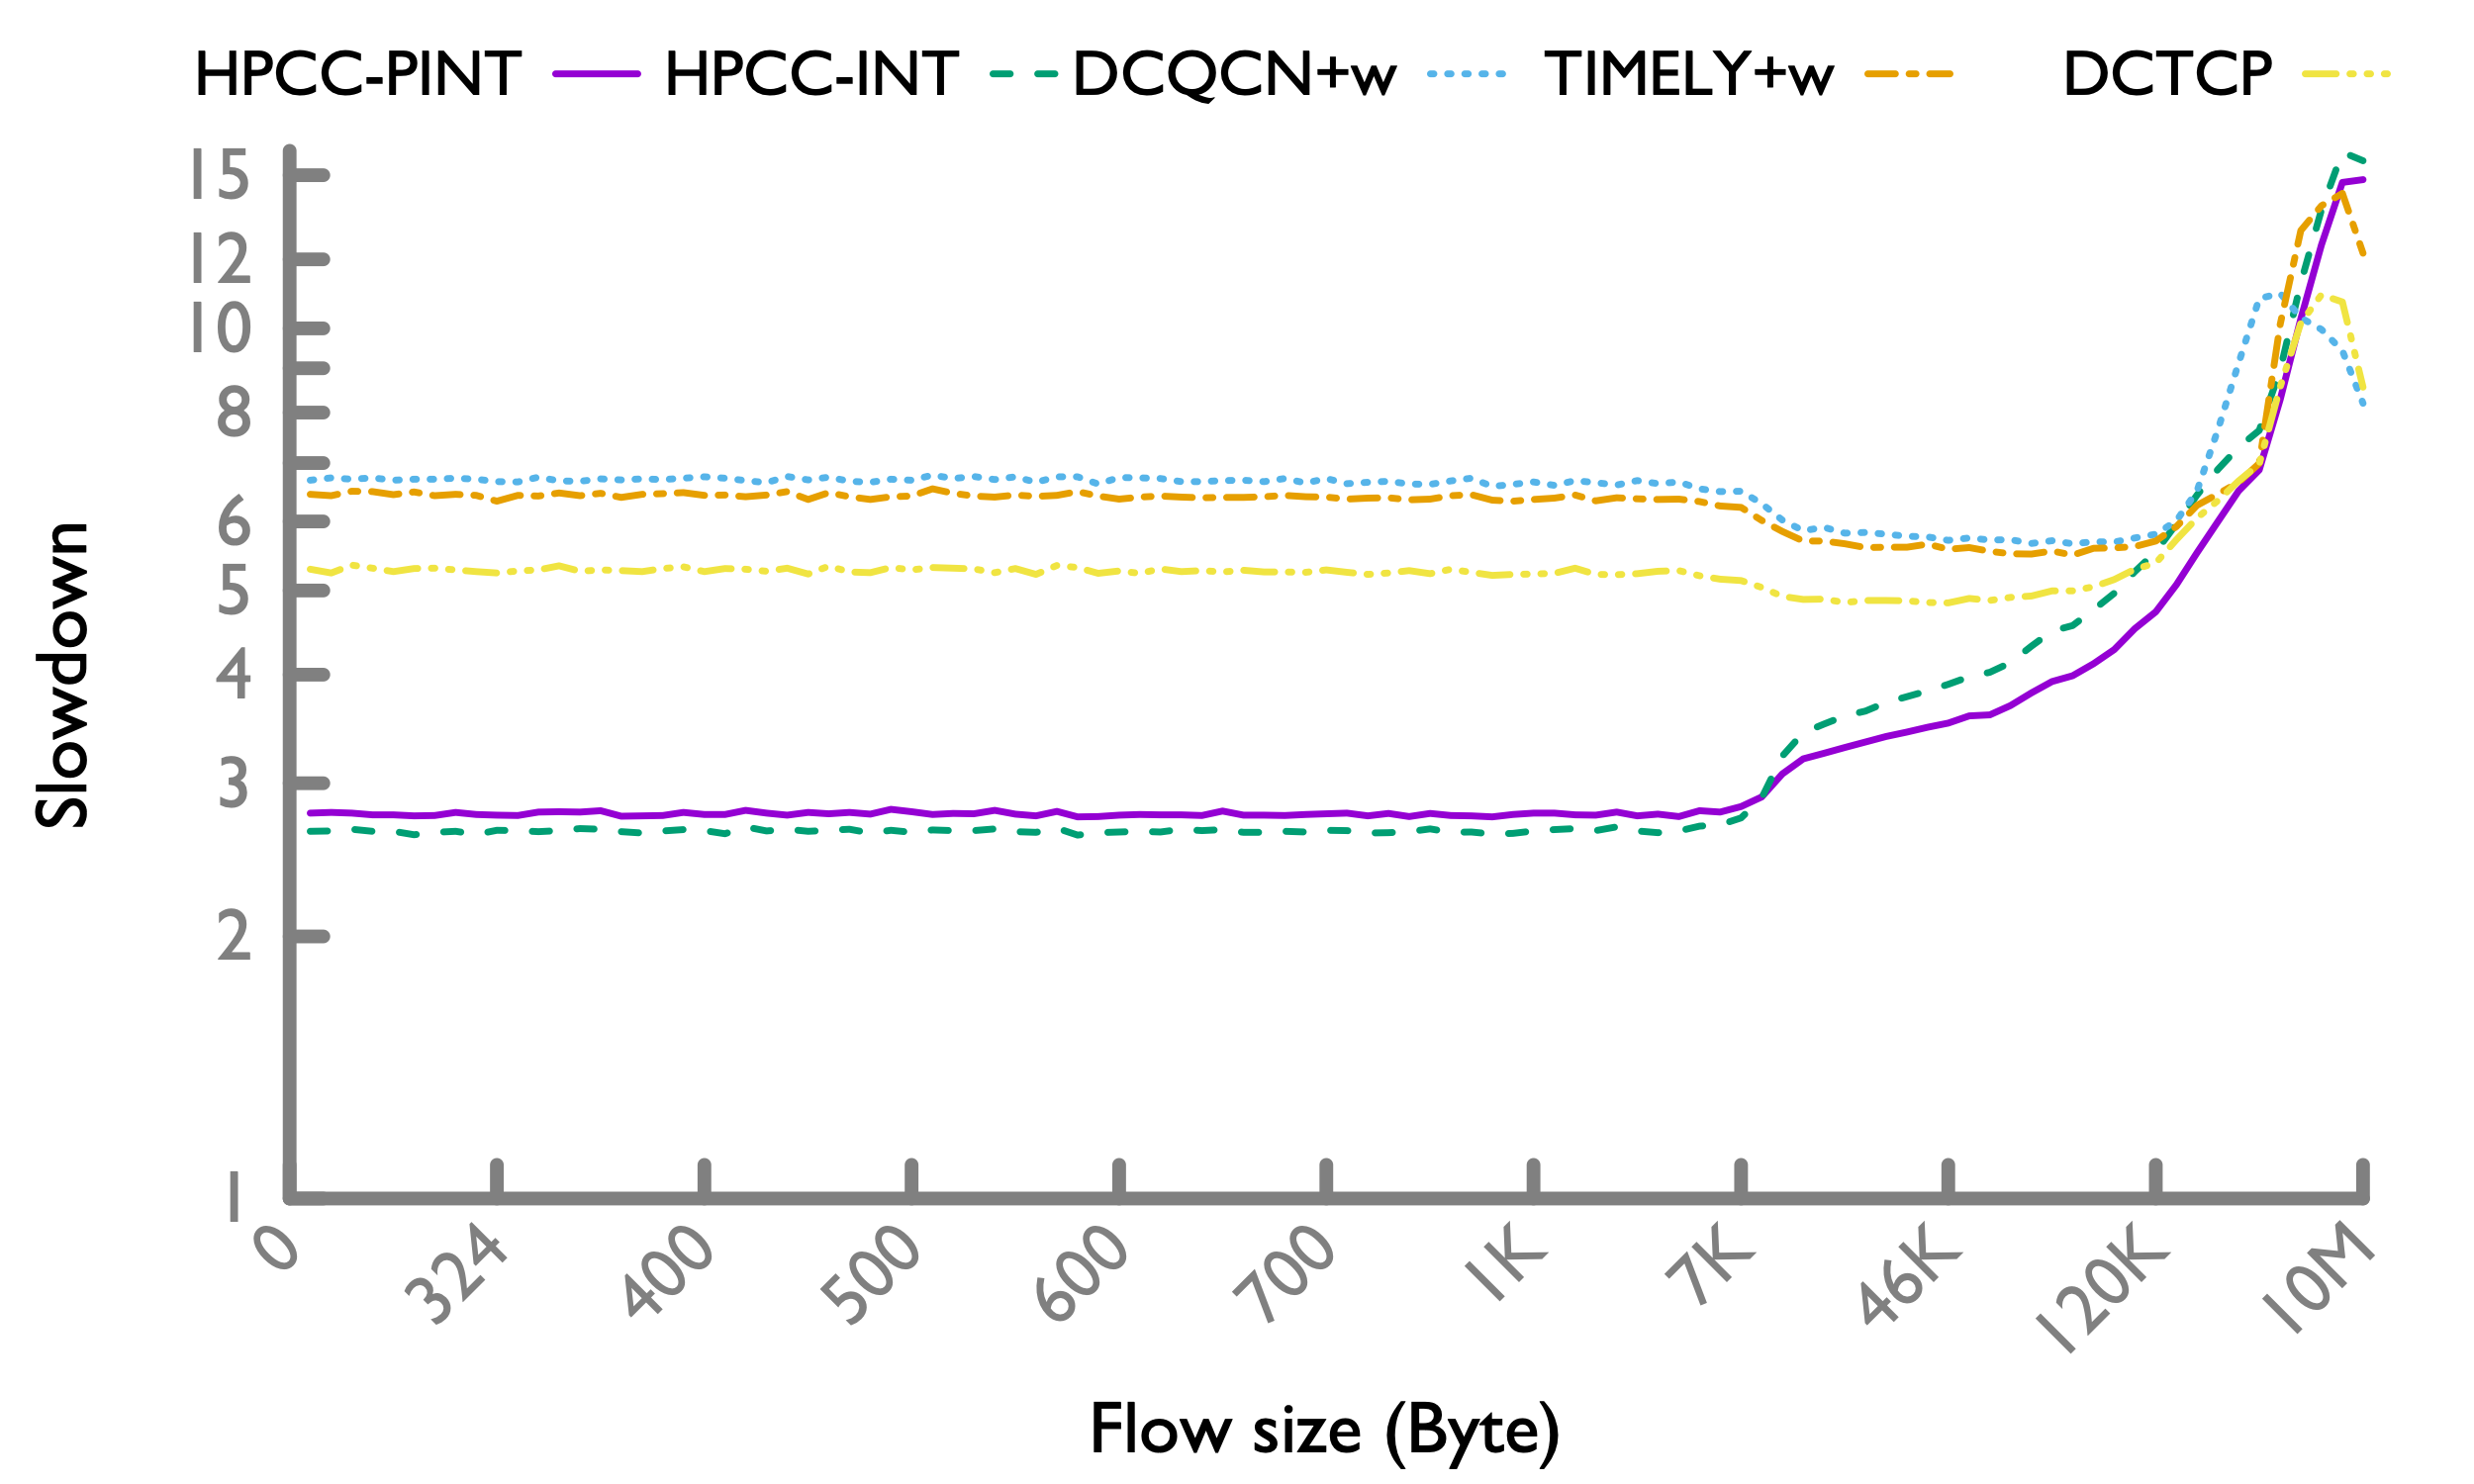 HPCC-PINT HPCC-INT DCQCN+w TIMELY+w DCTCP
15
12
10
8
6
5
4
3
2
1
Slowdown
0 324 400 500 600 700 1K 7K 46K 120K 10M
Flow size (Byte)